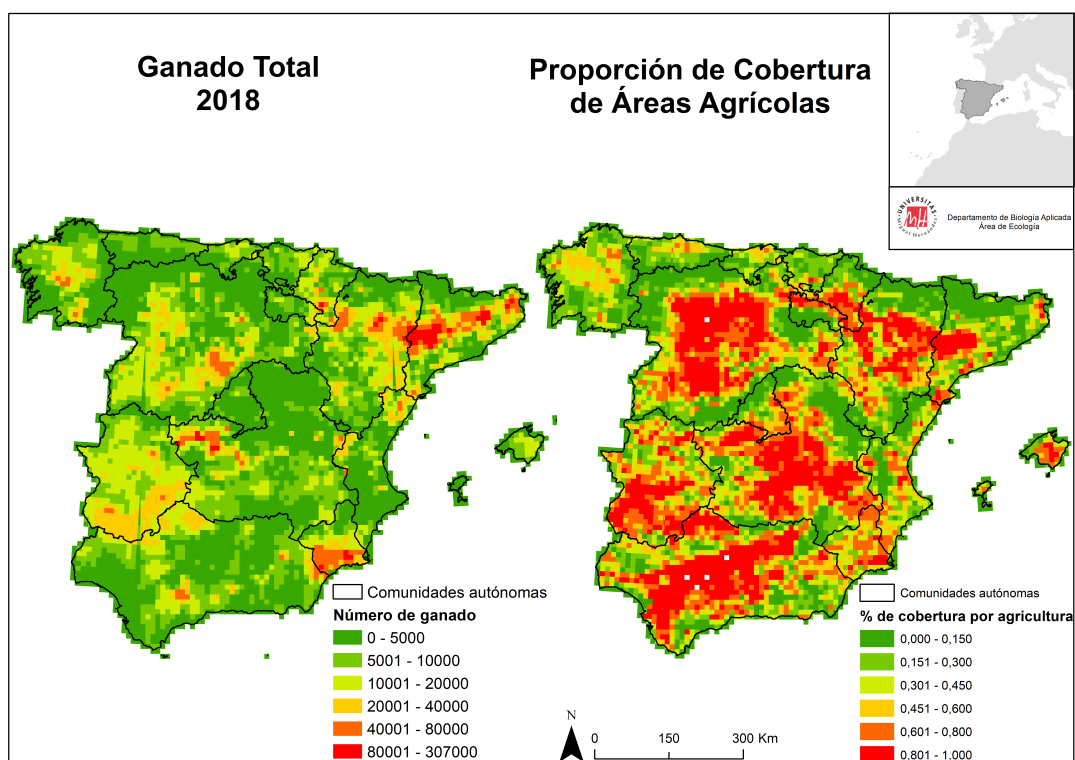 Ganado Total
2018
Proporción de Cobertura
de Áreas Agrícolas
UNIVERSITAS
Miguel Hernández
Departamento de Biología Aplicada
Área de Ecología
Comunidades autónomas
Número de ganado
0 - 5000
5001 - 10000
10001 - 20000
20001 - 40000
40001 - 80000
80001 - 307000
N
0 150 300 Km
Comunidades autónomas
% de cobertura por agricultura
0,000 - 0,150
0,151 - 0,300
0,301 - 0,450
0,451 - 0,600
0,601 - 0,800
0,801 - 1,000